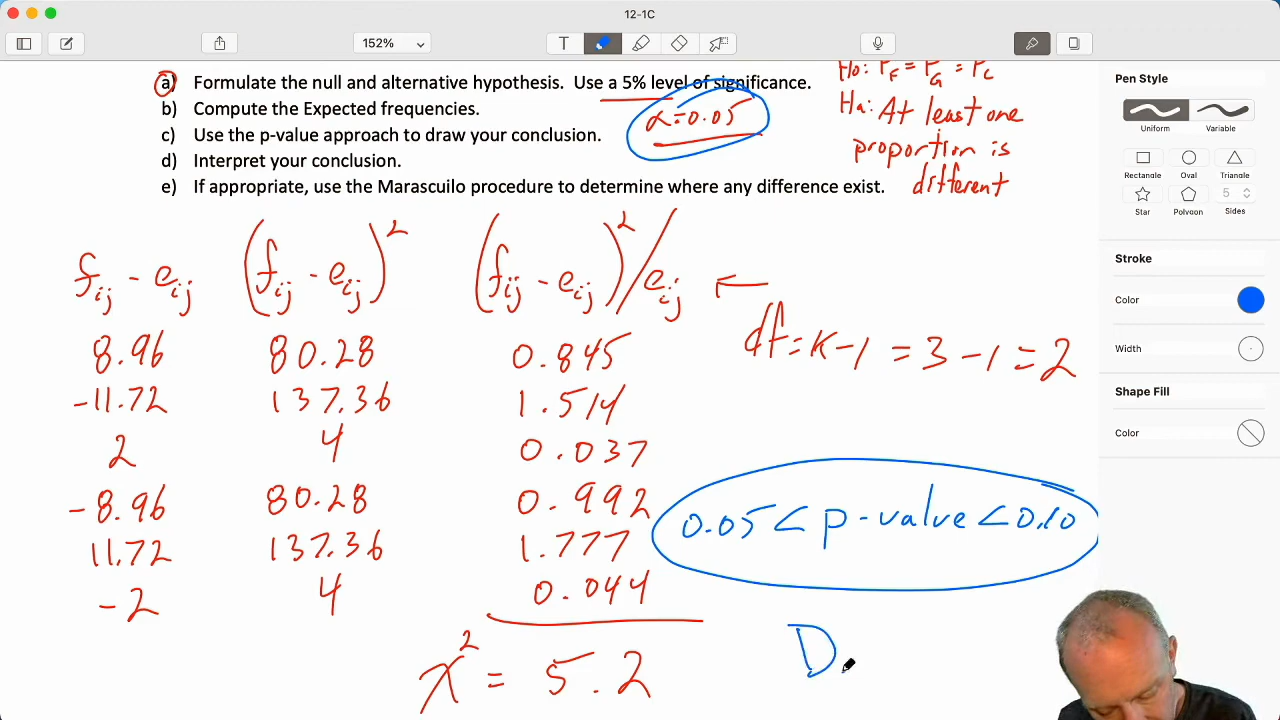 12-1C
152%
T
a) Formulate the null and alternative hypothesis. Use a 5% level of significance.
b) Compute the Expected frequencies.
c) Use the p-value approach to draw your conclusion.
d) Interpret your conclusion.
e) If appropriate, use the Marascuilo procedure to determine where any difference exist.
α=0.05
Ho: PF = PG = PC
Ha: At least one
proportion is
different
fij - eij (fij - eij)² (fij - eij)²/eij ←
8.96 80.28 0.845
-11.72 137.36 1.514
2 4 0.037
-8.96 80.28 0.992
11.72 137.36 1.777
-2 4 0.044
x² = 5.2
df = K-1 = 3-1 = 2
0.05 < p-value < 0.10
D
Pen Style
Uniform Variable
Rectangle Oval Triangle
Star Polygon 5 Sides
Stroke
Color
Width
Shape Fill
Color